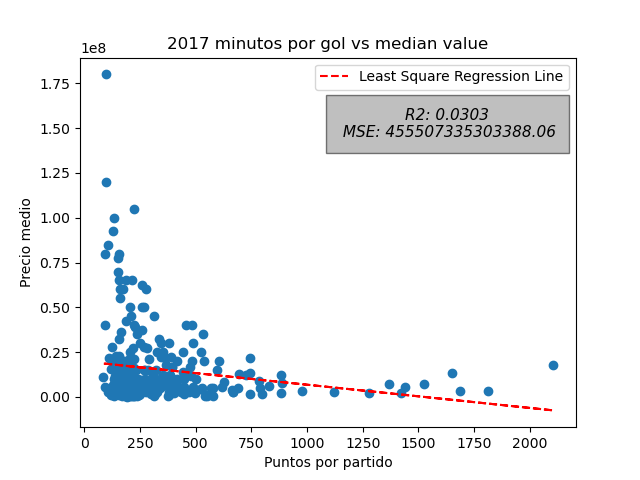 2017 minutos por gol vs median value
1e8
Least Square Regression Line
R2: 0.0303
MSE: 455507335303388.06
1.75
1.50
1.25
1.00
0.75
0.50
0.25
0.00
Precio medio
0 250 500 750 1000 1250 1500 1750 2000
Puntos por partido